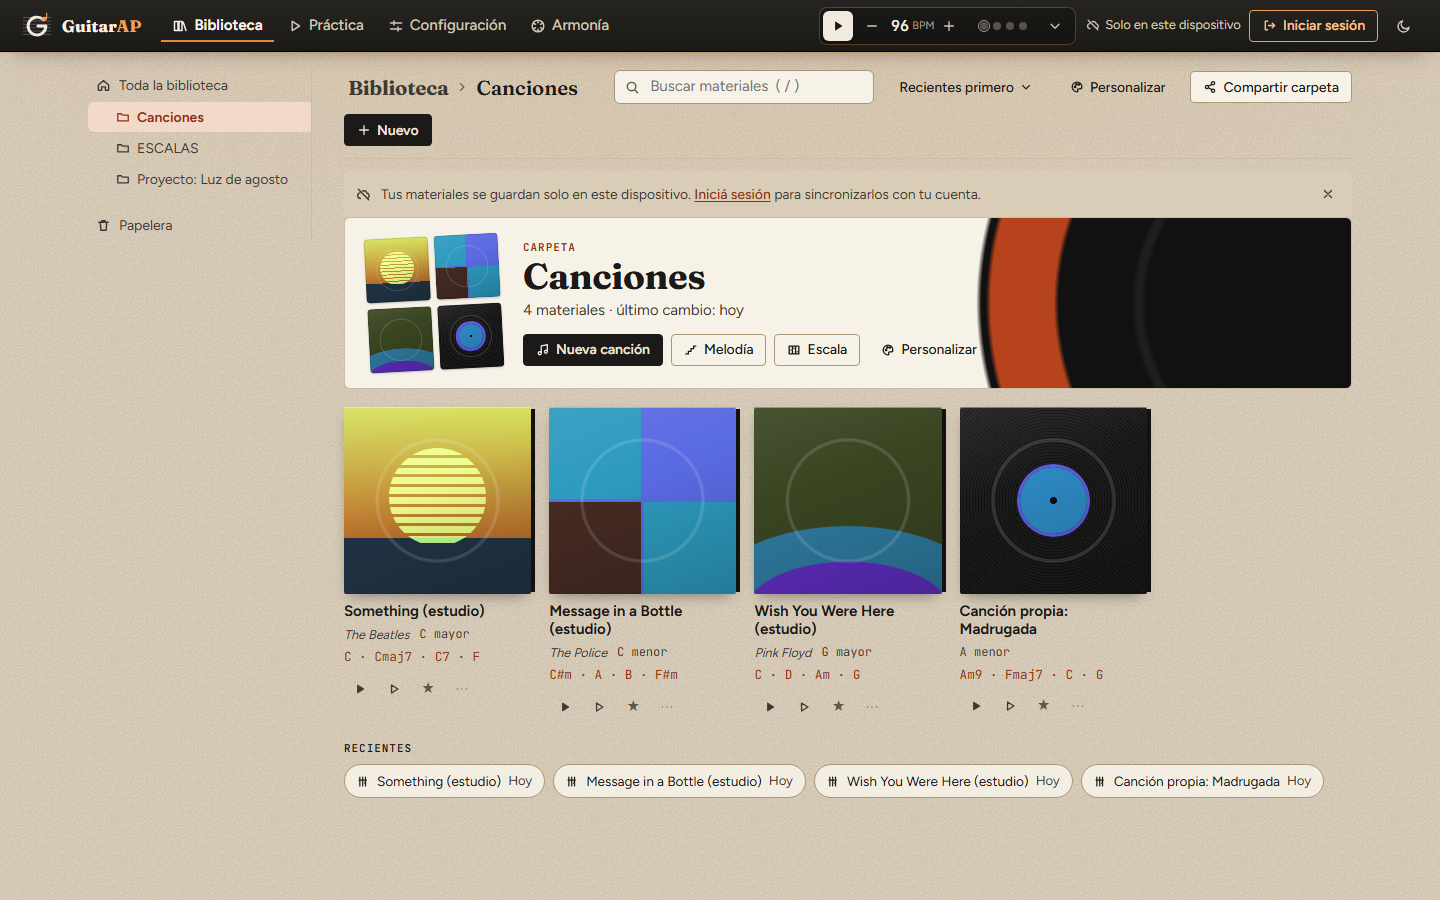 GuitarAP
Biblioteca
Práctica
Configuración
Armonía
96 BPM
Solo en este dispositivo
Iniciar sesión
Toda la biblioteca
Canciones
ESCALAS
Proyecto: Luz de agosto
Papelera
Biblioteca > Canciones
Buscar materiales ( / )
Recientes primero
Personalizar
Compartir carpeta
+ Nuevo
Tus materiales se guardan solo en este dispositivo. Iniciá sesión para sincronizarlos con tu cuenta.
CARPETA
Canciones
4 materiales · último cambio: hoy
Nueva canción
Melodía
Escala
Personalizar
Something (estudio)
The Beatles C mayor
C · Cmaj7 · C7 · F
Message in a Bottle
(estudio)
The Police C menor
C#m · A · B · F#m
Wish You Were Here
(estudio)
Pink Floyd G mayor
C · D · Am · G
Canción propia:
Madrugada
A menor
Am9 · Fmaj7 · C · G
RECIENTES
Something (estudio) Hoy
Message in a Bottle (estudio) Hoy
Wish You Were Here (estudio) Hoy
Canción propia: Madrugada Hoy